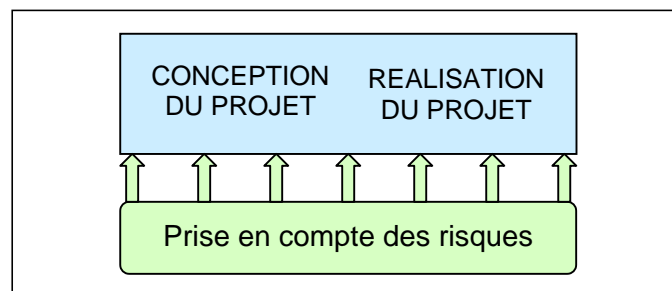 CONCEPTION
DU PROJET
REALISATION
DU PROJET
Prise en compte des risques